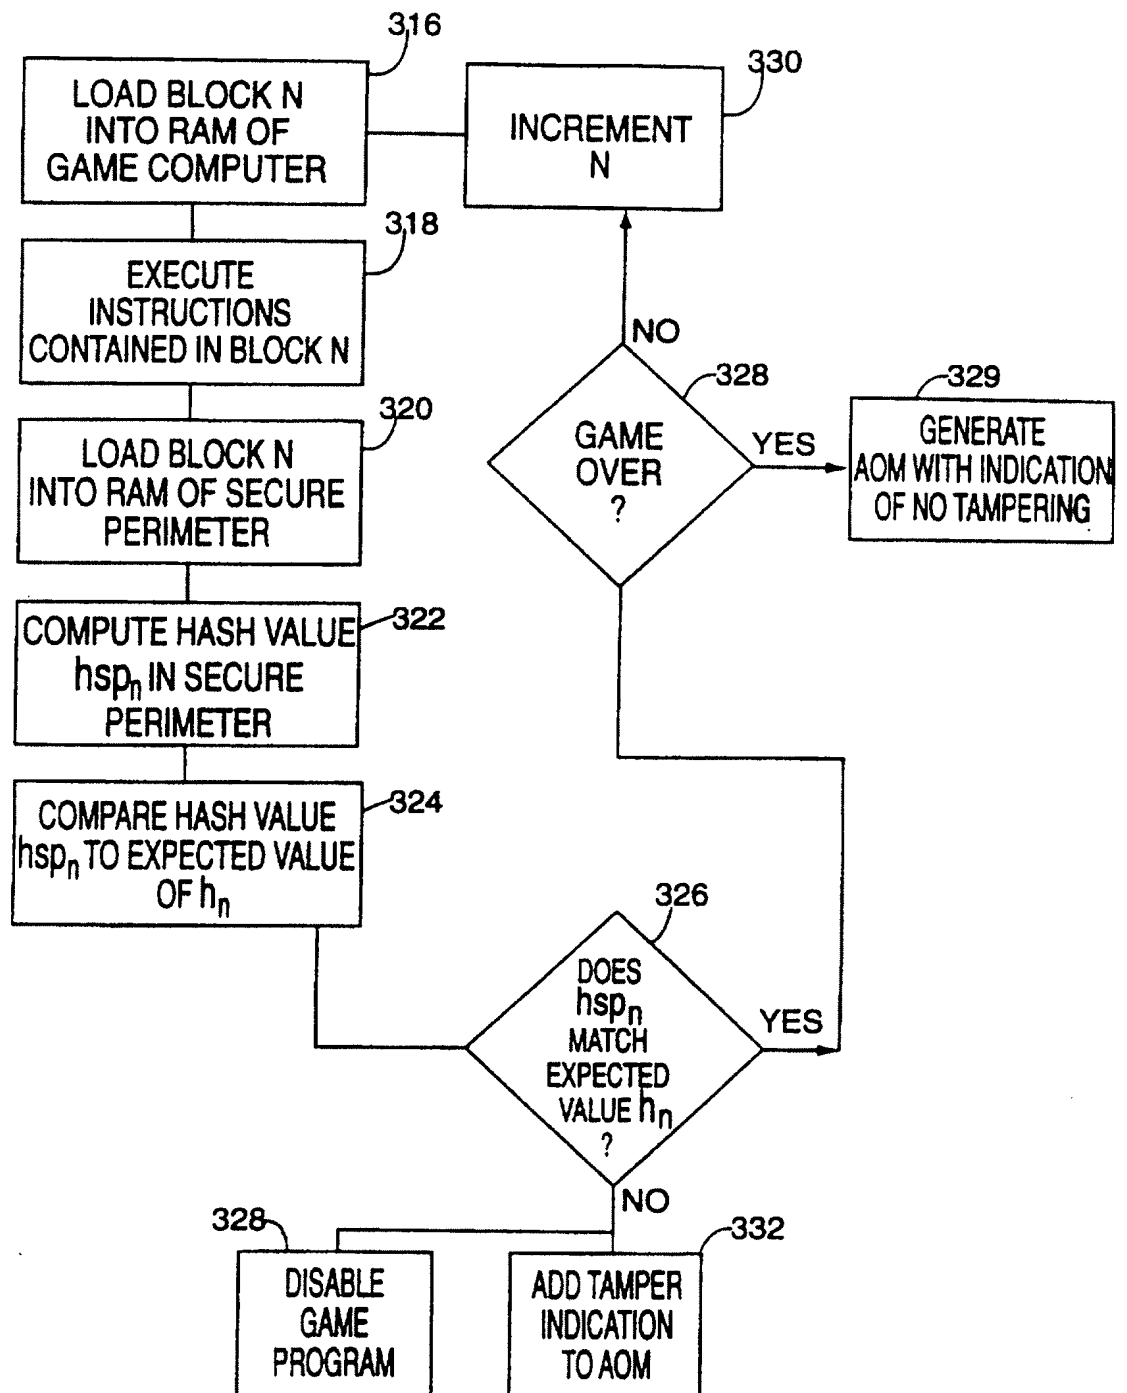 316
LOAD BLOCK N
INTO RAM OF
GAME COMPUTER
330
INCREMENT
N
318
EXECUTE
INSTRUCTIONS
CONTAINED IN BLOCK N
320
LOAD BLOCK N
INTO RAM OF SECURE
PERIMETER
322
COMPUTE HASH VALUE
hspn IN SECURE
PERIMETER
324
COMPARE HASH VALUE
hspn TO EXPECTED VALUE
OF hn
326
DOES
hspn
MATCH
EXPECTED
VALUE hn
?
YES
NO
328
GAME
OVER
?
NO
YES
329
GENERATE
AOM WITH INDICATION
OF NO TAMPERING
328
DISABLE
GAME
PROGRAM
332
ADD TAMPER
INDICATION
TO AOM